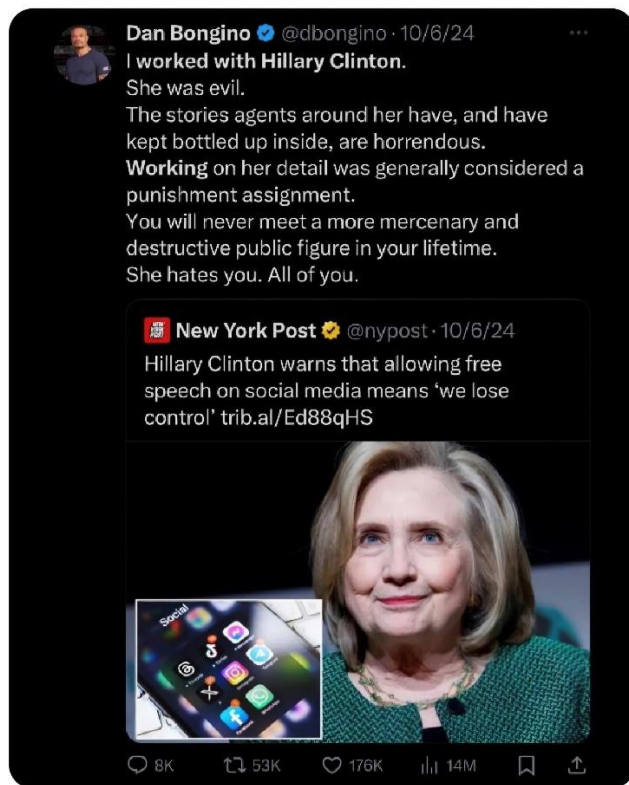 Dan Bongino @dbongino · 10/6/24 ...
I worked with Hillary Clinton.
She was evil.
The stories agents around her have, and have
kept bottled up inside, are horrendous.
Working on her detail was generally considered a
punishment assignment.
You will never meet a more mercenary and
destructive public figure in your lifetime.
She hates you. All of you.
NEW YORK POST New York Post @nypost · 10/6/24
Hillary Clinton warns that allowing free
speech on social media means ‘we lose
control’ trib.al/Ed88qHS
Social
8K 53K 176K 14M